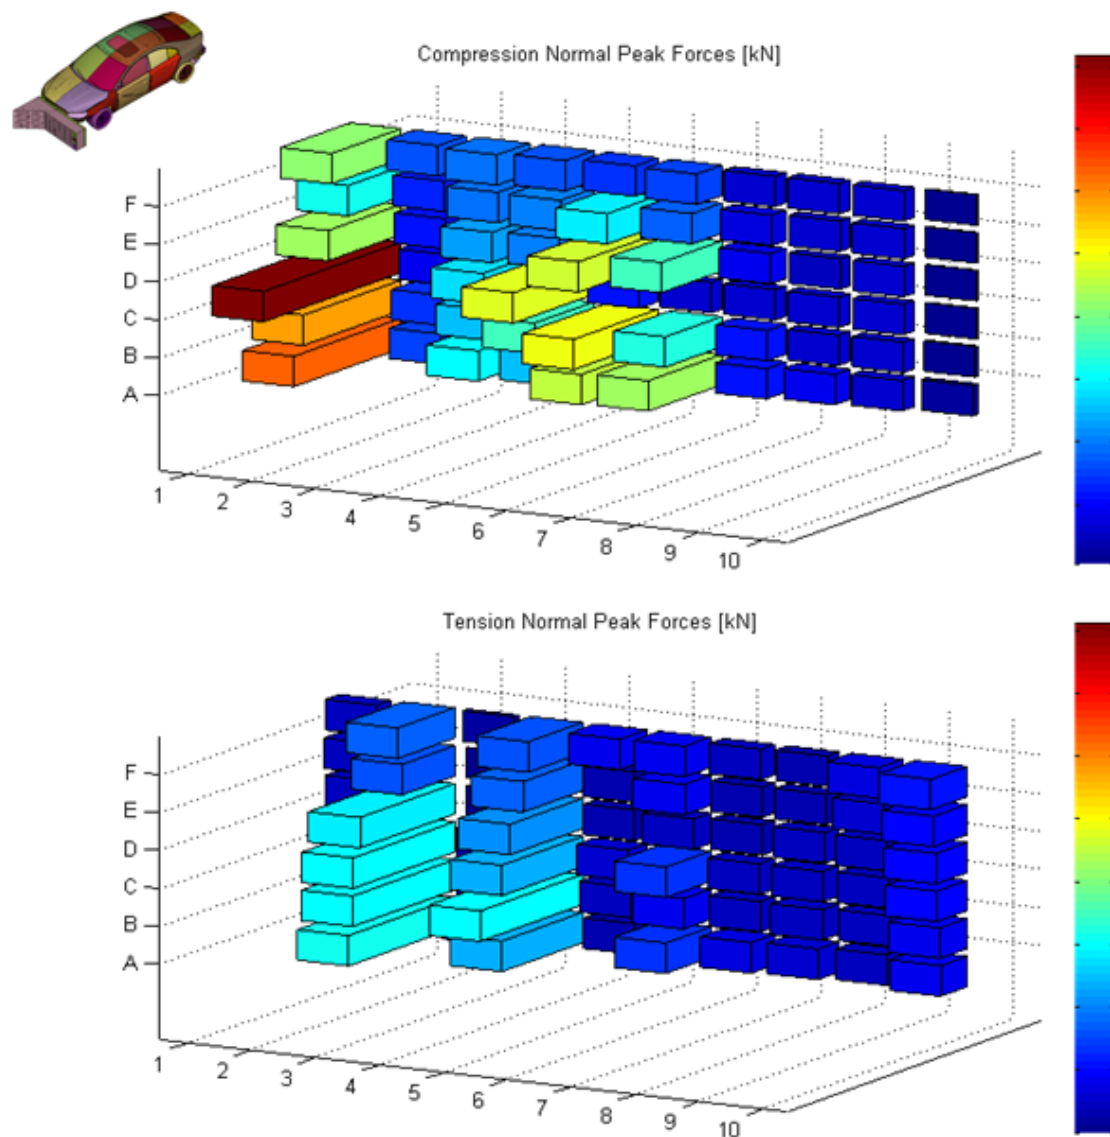 Compression Normal Peak Forces [kN]
F
E
D
C
B
A
1
2
3
4
5
6
7
8
9
10
Tension Normal Peak Forces [kN]
F
E
D
C
B
A
1
2
3
4
5
6
7
8
9
10